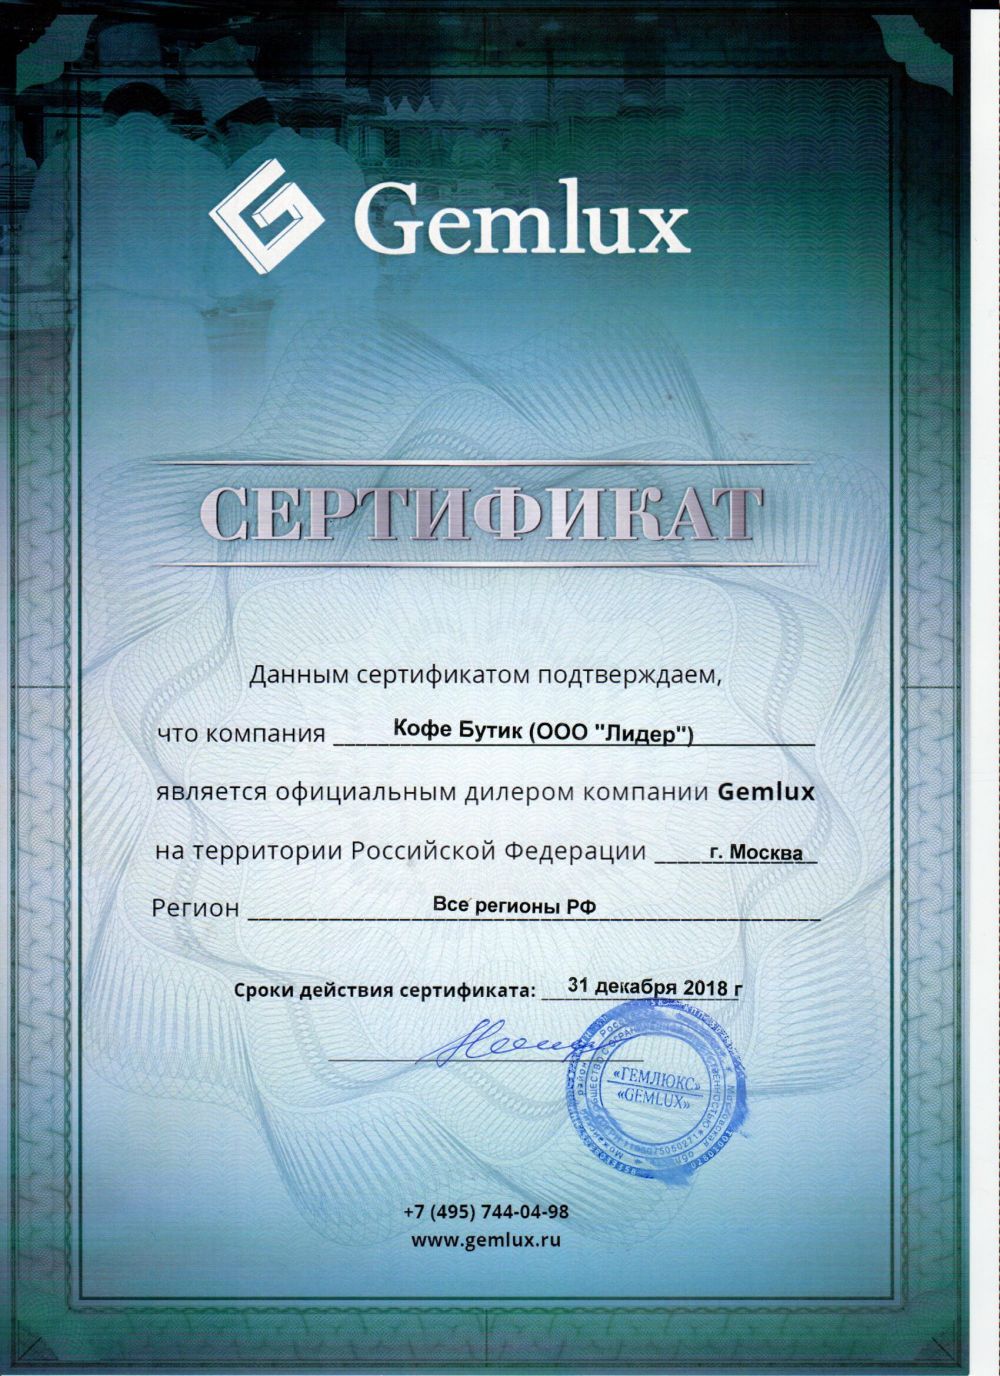 Gemlux
СЕРТИФИКАТ
Данным сертификатом подтверждаем,
что компания Кофе Бутик (ООО "Лидер")
является официальным дилером компании Gemlux
на территории Российской Федерации г. Москва
Регион Все регионы РФ
Сроки действия сертификата: 31 декабря 2018 г
«ГЕМЛЮКС»
«GEMLUX»
+7 (495) 744-04-98
www.gemlux.ru